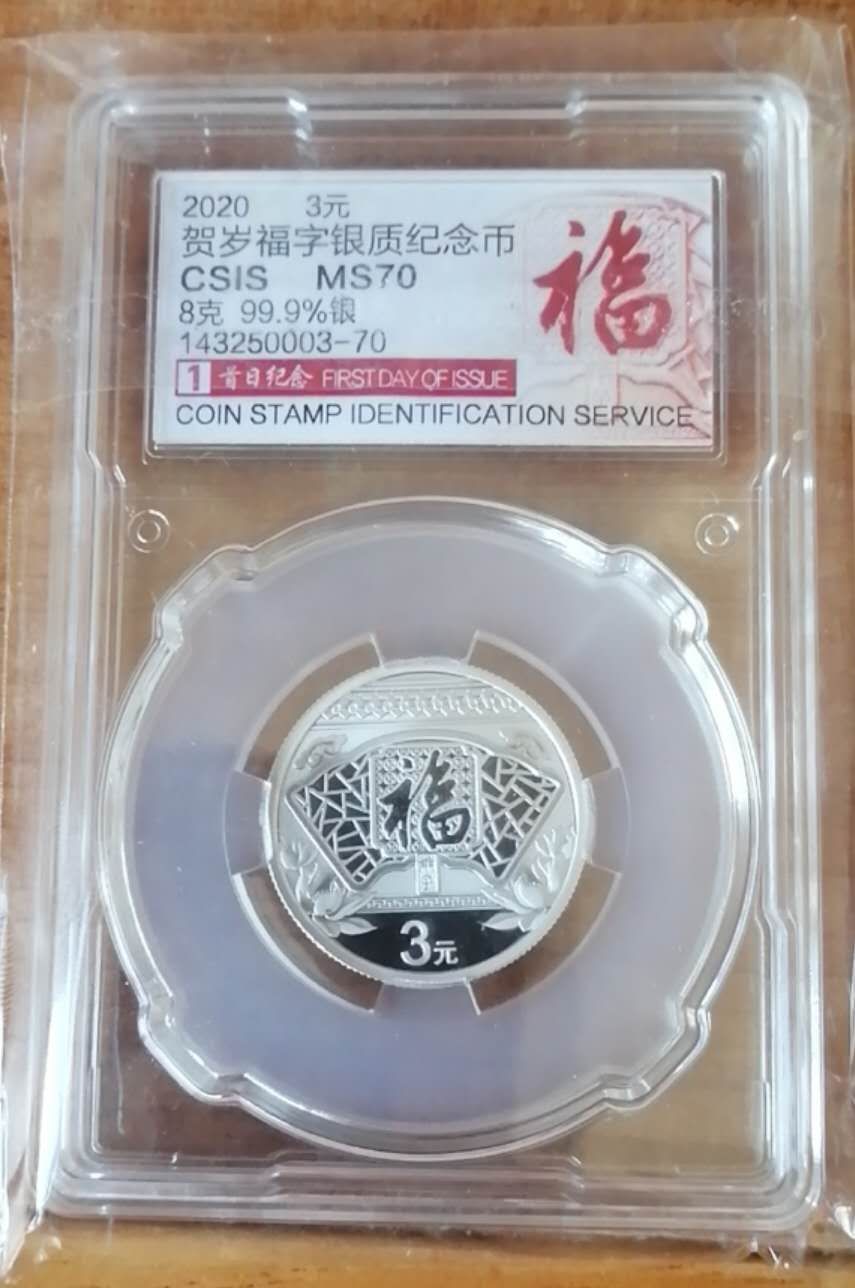 2020 3元
贺岁福字银质纪念币
福
CSIS MS70
8克 99.9%银
143250003-70
1 首日纪念 FIRST DAY OF ISSUE
COIN STAMP IDENTIFICATION SERVICE
福
3元